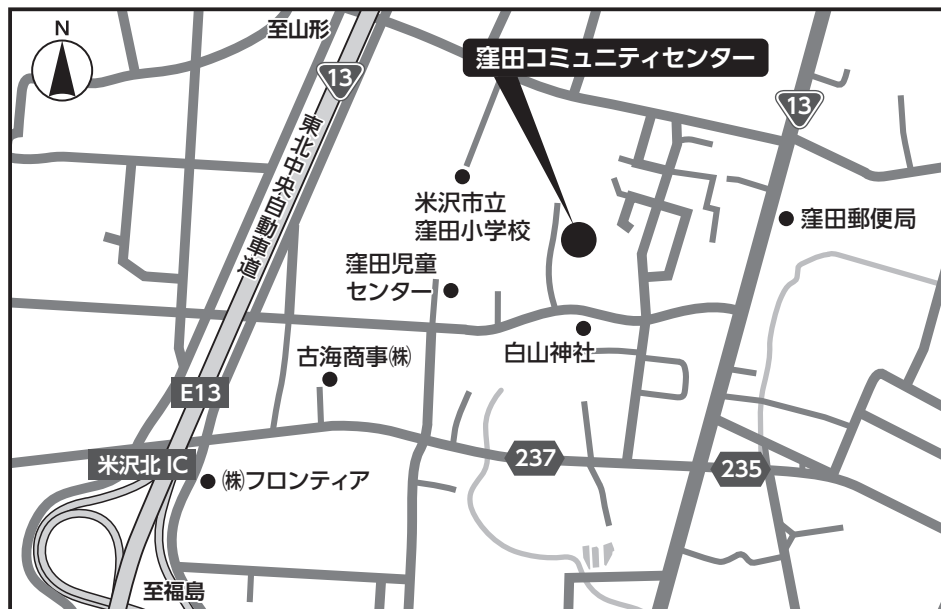 N
至山形
13
窪田コミュニティセンター
13
東北中央自動車道
米沢市立
窪田小学校
窪田郵便局
窪田児童
センター
白山神社
古海商事㈱
E13
米沢北 IC
㈱フロンティア
237
235
至福島